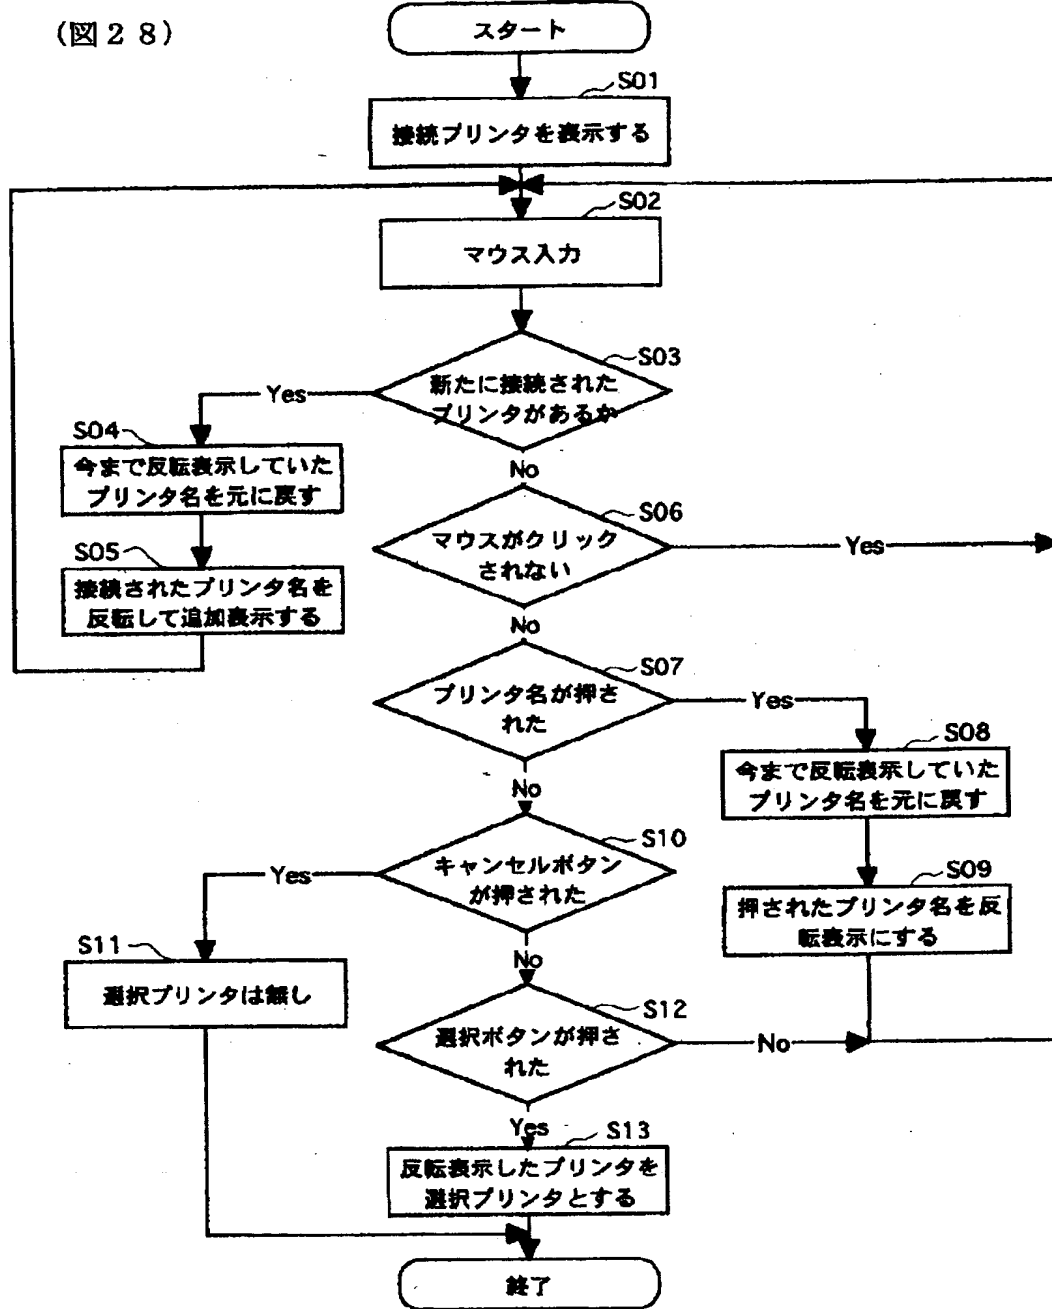 (図28)
スタート
S01
接続プリンタを表示する
S02
マウス入力
S03
新たに接続された
プリンタがあるか
Yes
No
S04
今まで反転表示していた
プリンタ名を元に戻す
S05
接続されたプリンタ名を
反転して追加表示する
S06
マウスがクリック
されない
Yes
No
S07
プリンタ名が押さ
れた
Yes
No
S08
今まで反転表示していた
プリンタ名を元に戻す
S09
押されたプリンタ名を反
転表示にする
S10
キャンセルボタン
が押された
Yes
No
S11
選択プリンタは無し
S12
選択ボタンが押さ
れた
No
Yes
S13
反転表示したプリンタを
選択プリンタとする
終了